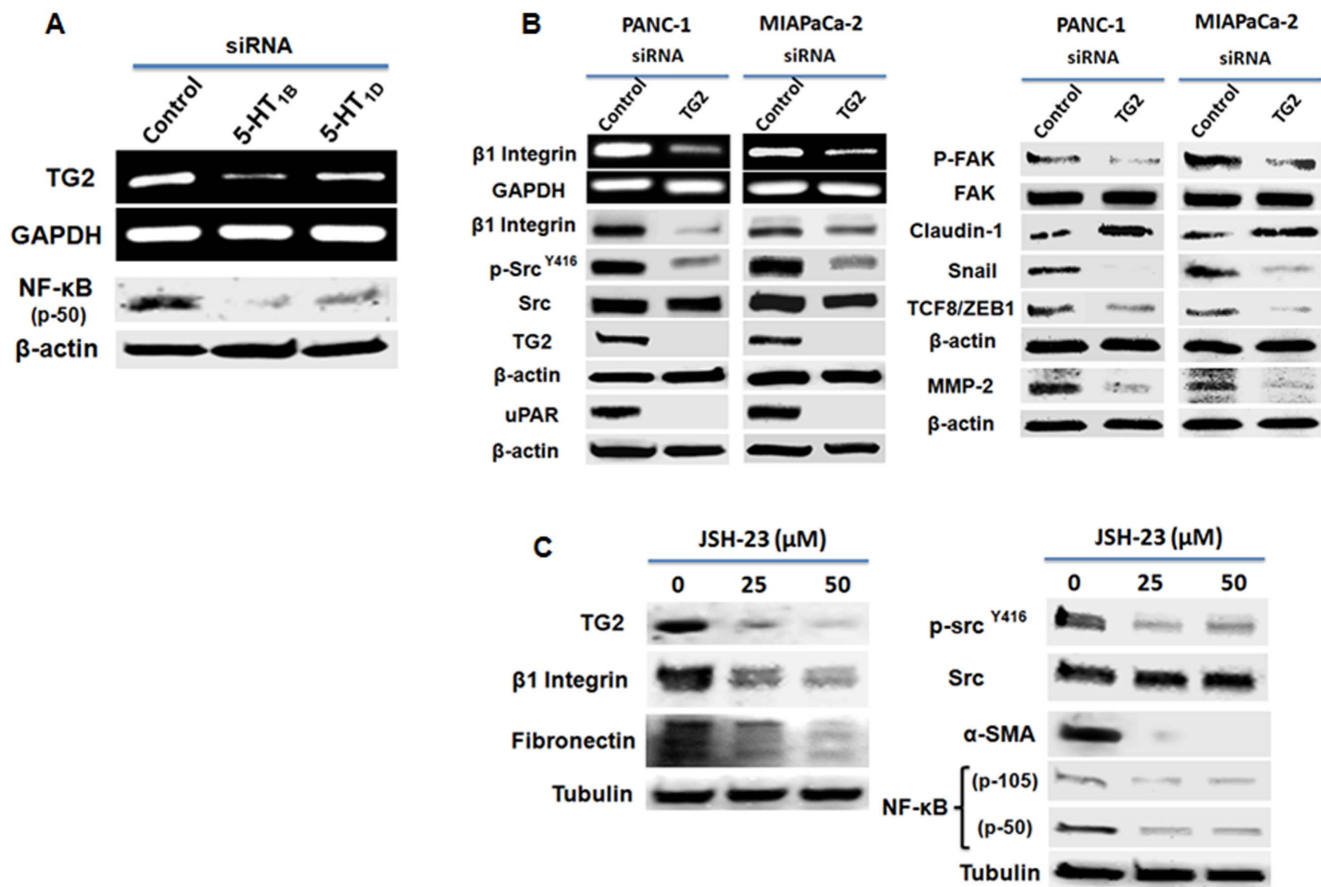 A
siRNA
Control 5-HT1B 5-HT1D
TG2
GAPDH
NF-κB
(p-50)
β-actin
B
PANC-1 MIAPaCa-2
siRNA siRNA
Control TG2 Control TG2
β1 Integrin
GAPDH
β1 Integrin
p-Src Y416
Src
TG2
β-actin
uPAR
β-actin
PANC-1 MIAPaCa-2
siRNA siRNA
Control TG2 Control TG2
P-FAK
FAK
Claudin-1
Snail
TCF8/ZEB1
β-actin
MMP-2
β-actin
C
JSH-23 (μM)
0 25 50
TG2
β1 Integrin
Fibronectin
Tubulin
JSH-23 (μM)
0 25 50
p-src Y416
Src
α-SMA
NF-κB
(p-105)
(p-50)
Tubulin